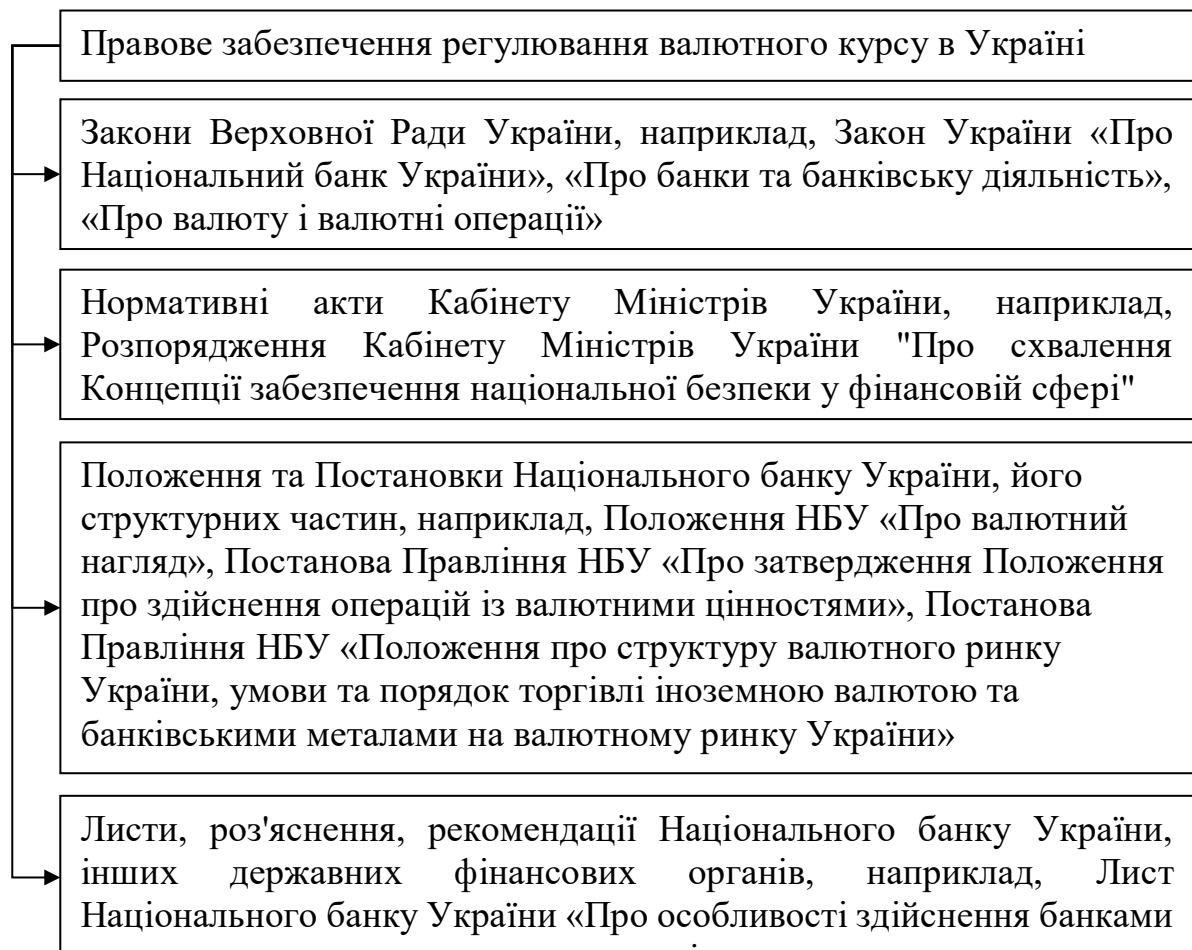 Правове забезпечення регулювання валютного курсу в Україні
Закони Верховної Ради України, наприклад, Закон України «Про
Національний банк України», «Про банки та банківську діяльність»,
«Про валюту і валютні операції»
Нормативні акти Кабінету Міністрів України, наприклад,
Розпорядження Кабінету Міністрів України "Про схвалення
Концепції забезпечення національної безпеки у фінансовій сфері"
Положення та Постановки Національного банку України, його
структурних частин, наприклад, Положення НБУ «Про валютний
нагляд», Постанова Правління НБУ «Про затвердження Положення
про здійснення операцій із валютними цінностями», Постанова
Правління НБУ «Положення про структуру валютного ринку
України, умови та порядок торгівлі іноземною валютою та
банківськими металами на валютному ринку України»
Листи, роз'яснення, рекомендації Національного банку України,
інших державних фінансових органів, наприклад, Лист
Національного банку України «Про особливості здійснення банками